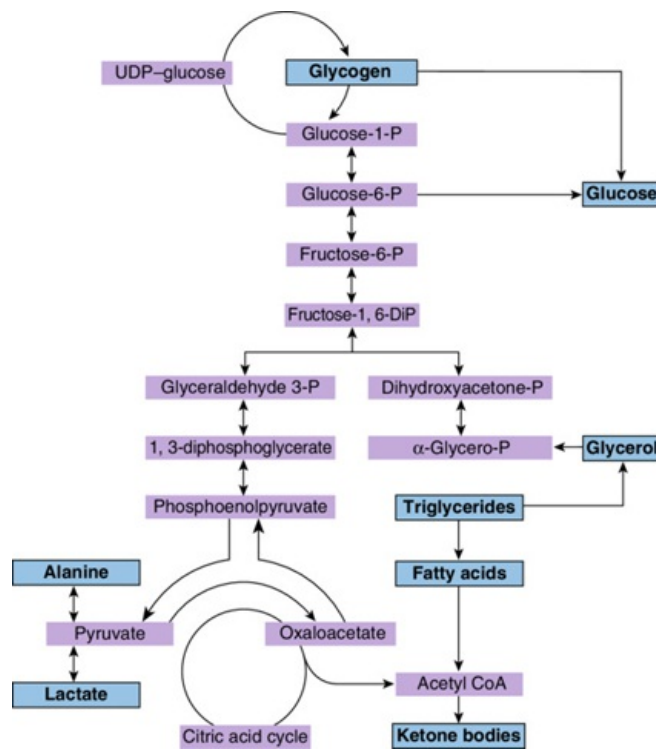 UDP–glucose
Glycogen
Glucose-1-P
Glucose-6-P
Glucose
Fructose-6-P
Fructose-1, 6-DiP
Glyceraldehyde 3-P
Dihydroxyacetone-P
1, 3-diphosphoglycerate
α-Glycero-P
Glycerol
Phosphoenolpyruvate
Triglycerides
Alanine
Fatty acids
Pyruvate
Oxaloacetate
Lactate
Acetyl CoA
Citric acid cycle
Ketone bodies